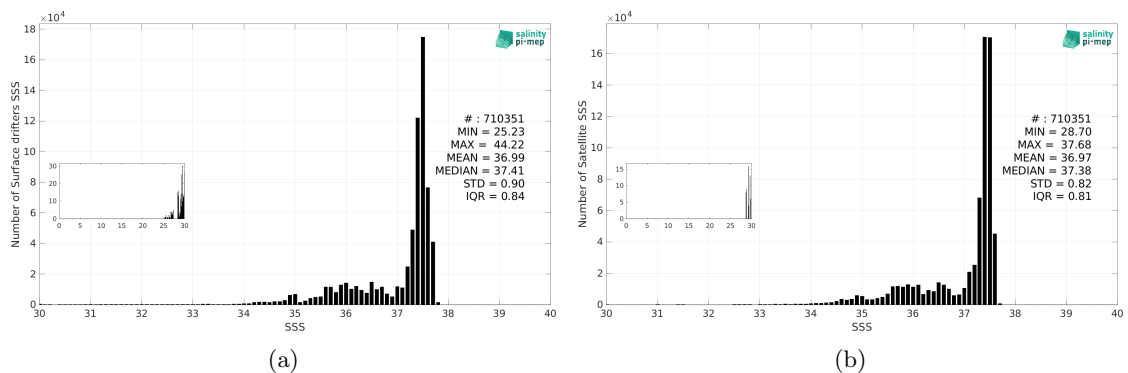 ×10⁴
18
16
14
12
10
8
6
4
2
0
Number of Surface drifters SSS
salinity
pi-mep
# : 710351
MIN = 25.23
MAX = 44.22
MEAN = 36.99
MEDIAN = 37.41
STD = 0.90
IQR = 0.84
30
20
10
0
0 5 10 15 20 25 30
30 31 32 33 34 35 36 37 38 39 40
SSS
(a)
×10⁴
16
14
12
10
8
6
4
2
0
Number of Satellite SSS
salinity
pi-mep
# : 710351
MIN = 28.70
MAX = 37.68
MEAN = 36.97
MEDIAN = 37.38
STD = 0.82
IQR = 0.81
15
10
5
0
0 5 10 15 20 25 30
30 31 32 33 34 35 36 37 38 39 40
SSS
(b)